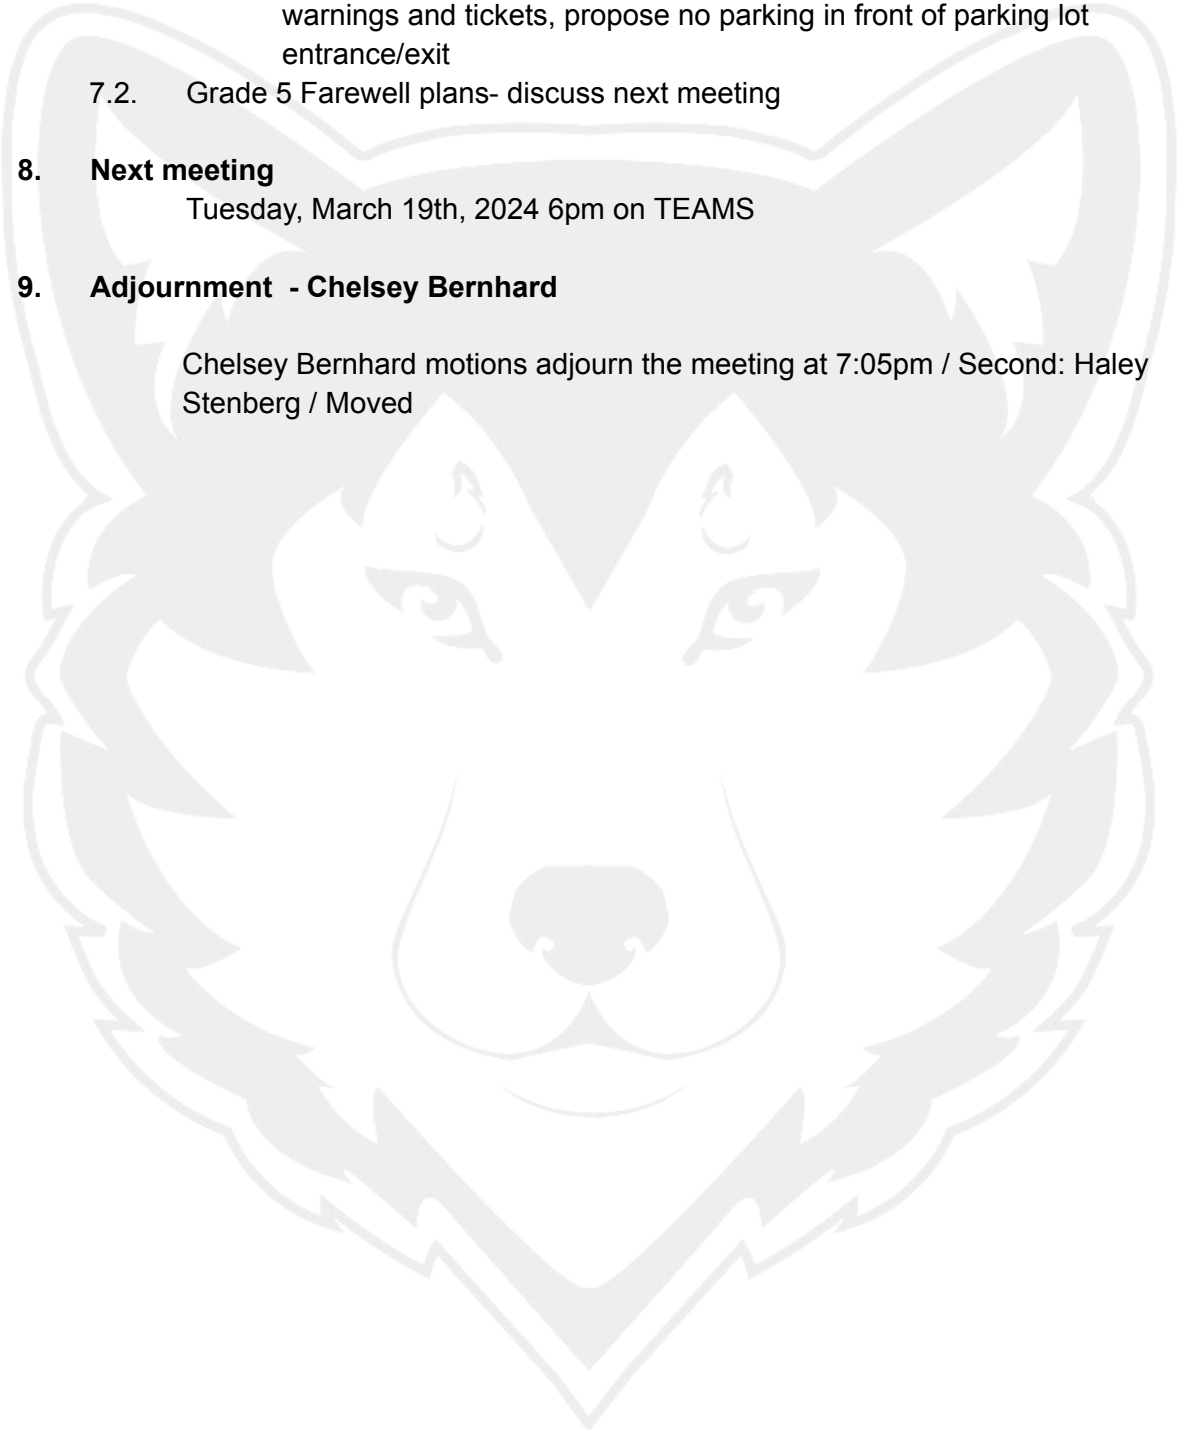 warnings and tickets, propose no parking in front of parking lot
entrance/exit
7.2. Grade 5 Farewell plans- discuss next meeting
8. Next meeting
Tuesday, March 19th, 2024 6pm on TEAMS
9. Adjournment - Chelsey Bernhard
Chelsey Bernhard motions adjourn the meeting at 7:05pm / Second: Haley
Stenberg / Moved